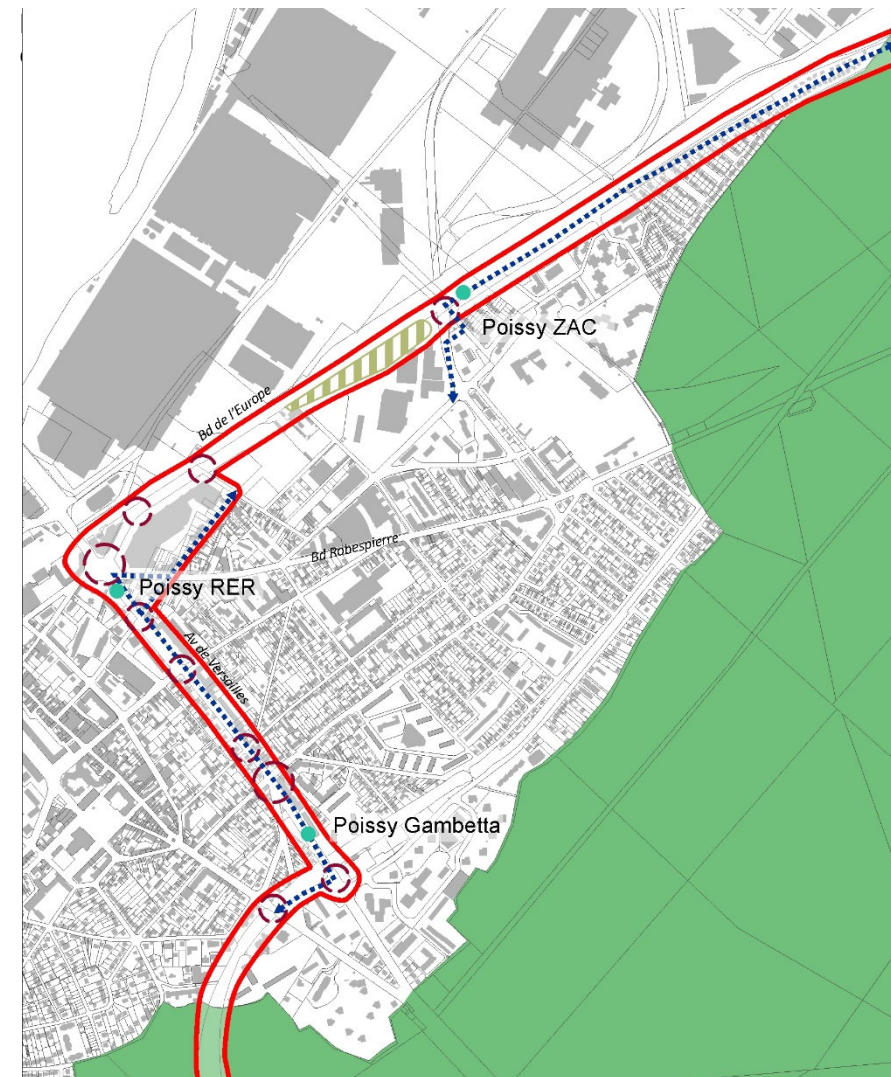 Poissy ZAC
Bd de l'Europe
Bd Robespierre
Poissy RER
Av de Versailles
Poissy Gambetta